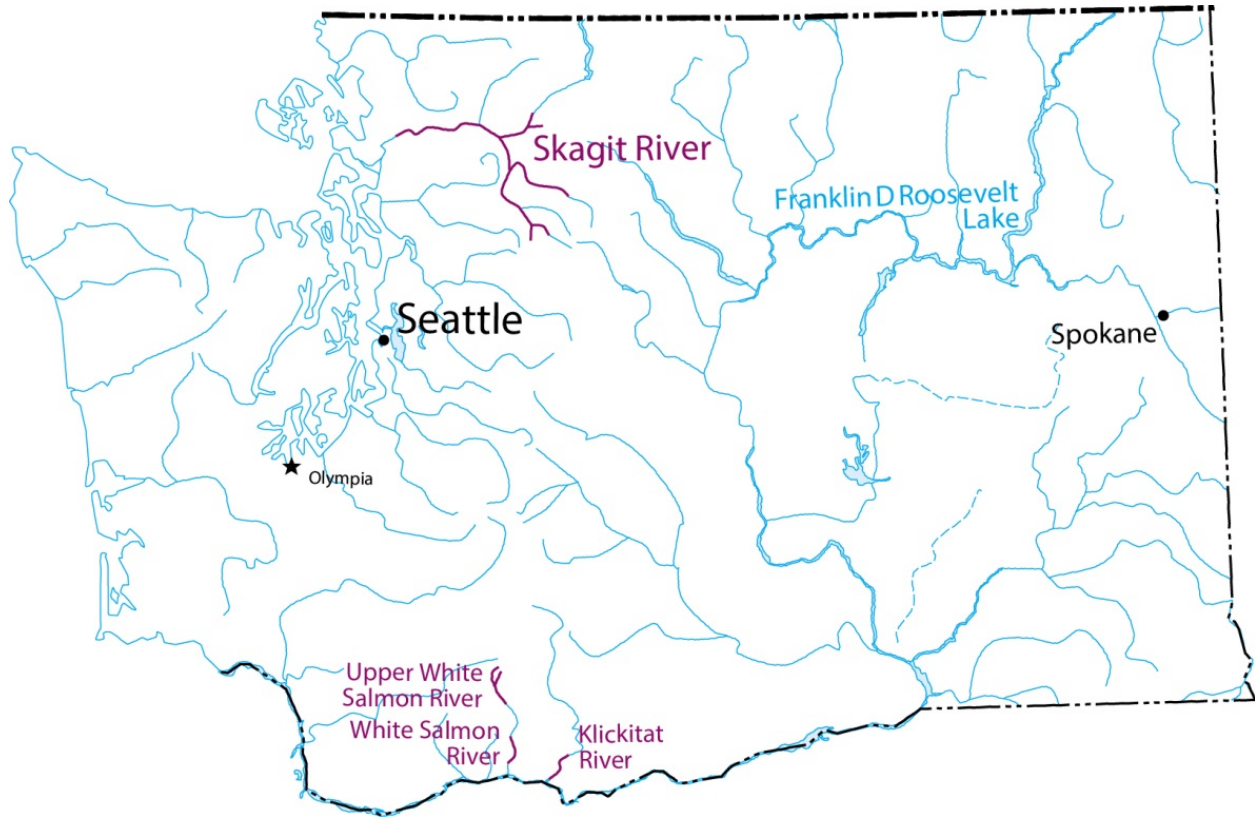 Skagit River
Franklin D Roosevelt
Lake
Seattle
Spokane
Olympia
Upper White
Salmon River
White Salmon
River
Klickitat
River